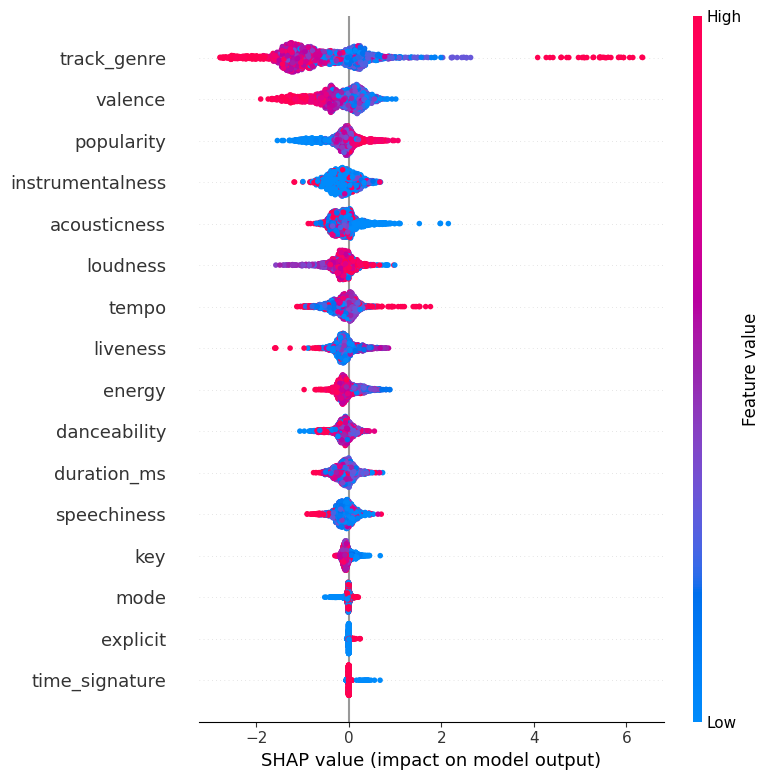 High
track_genre
valence
popularity
instrumentalness
acousticness
loudness
tempo
liveness
energy
danceability
duration_ms
speechiness
key
mode
explicit
time_signature
Feature value
Low
−2 0 2 4 6
SHAP value (impact on model output)